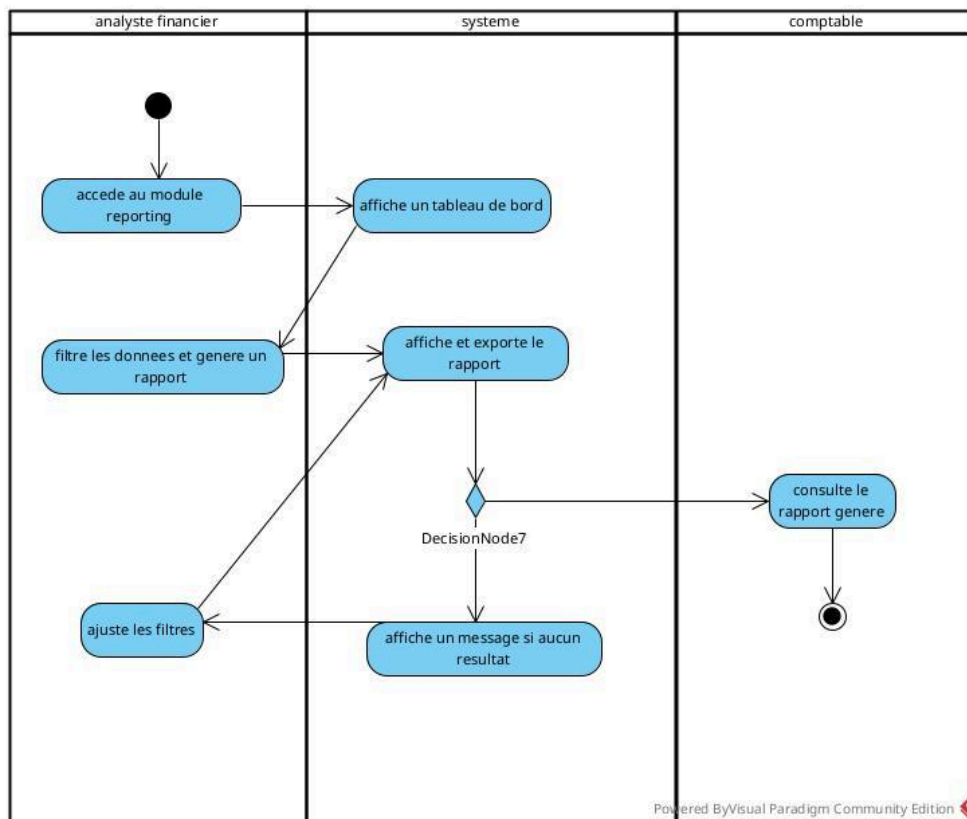 analyste financier
systeme
comptable
accede au module
reporting
affiche un tableau de bord
filtre les donnees et genere un
rapport
affiche et exporte le
rapport
consulte le
rapport genere
DecisionNode7
ajuste les filtres
affiche un message si aucun
resultat
Powered ByVisual Paradigm Community Edition